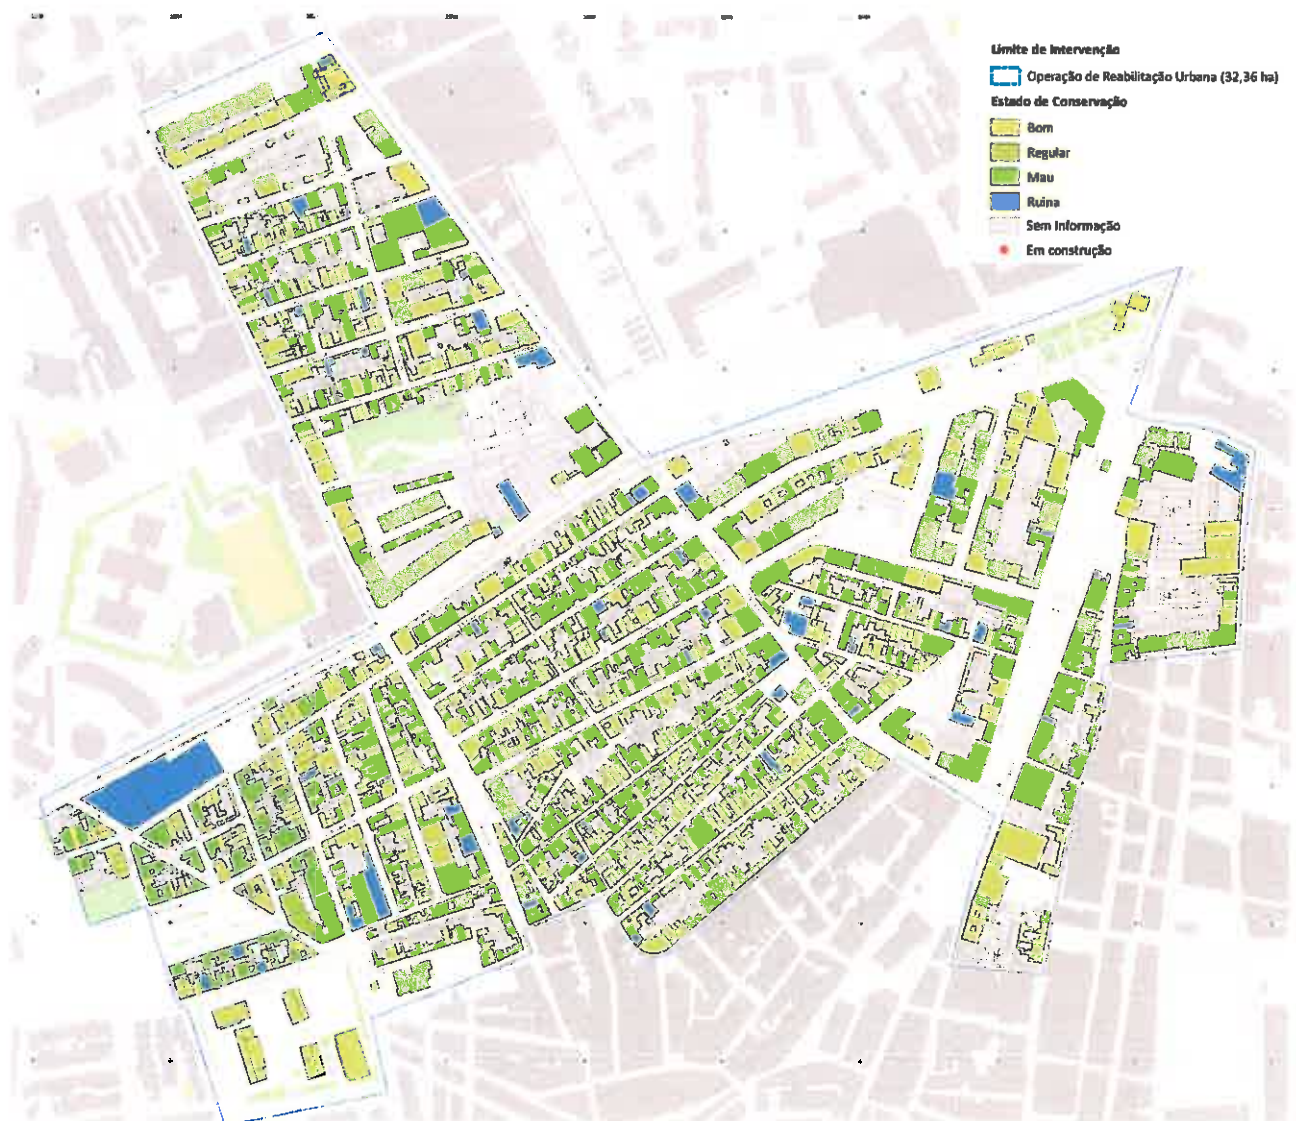 Limite de Intervenção
Operação de Reabilitação Urbana (32,36 ha)
Estado de Conservação
Bom
Regular
Mau
Ruina
Sem Informação
Em construção